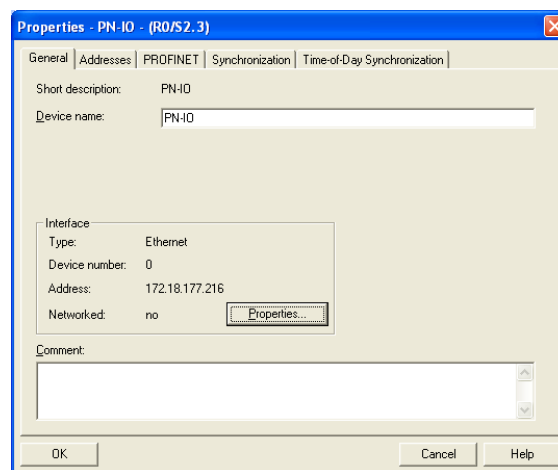 Properties - PN-IO - (R0/S2.3)
General Addresses PROFINET Synchronization Time-of-Day Synchronization
Short description: PN-IO
Device name: PN-IO
Interface
Type: Ethernet
Device number: 0
Address: 172.18.177.216
Networked: no Properties...
Comment:
OK Cancel Help